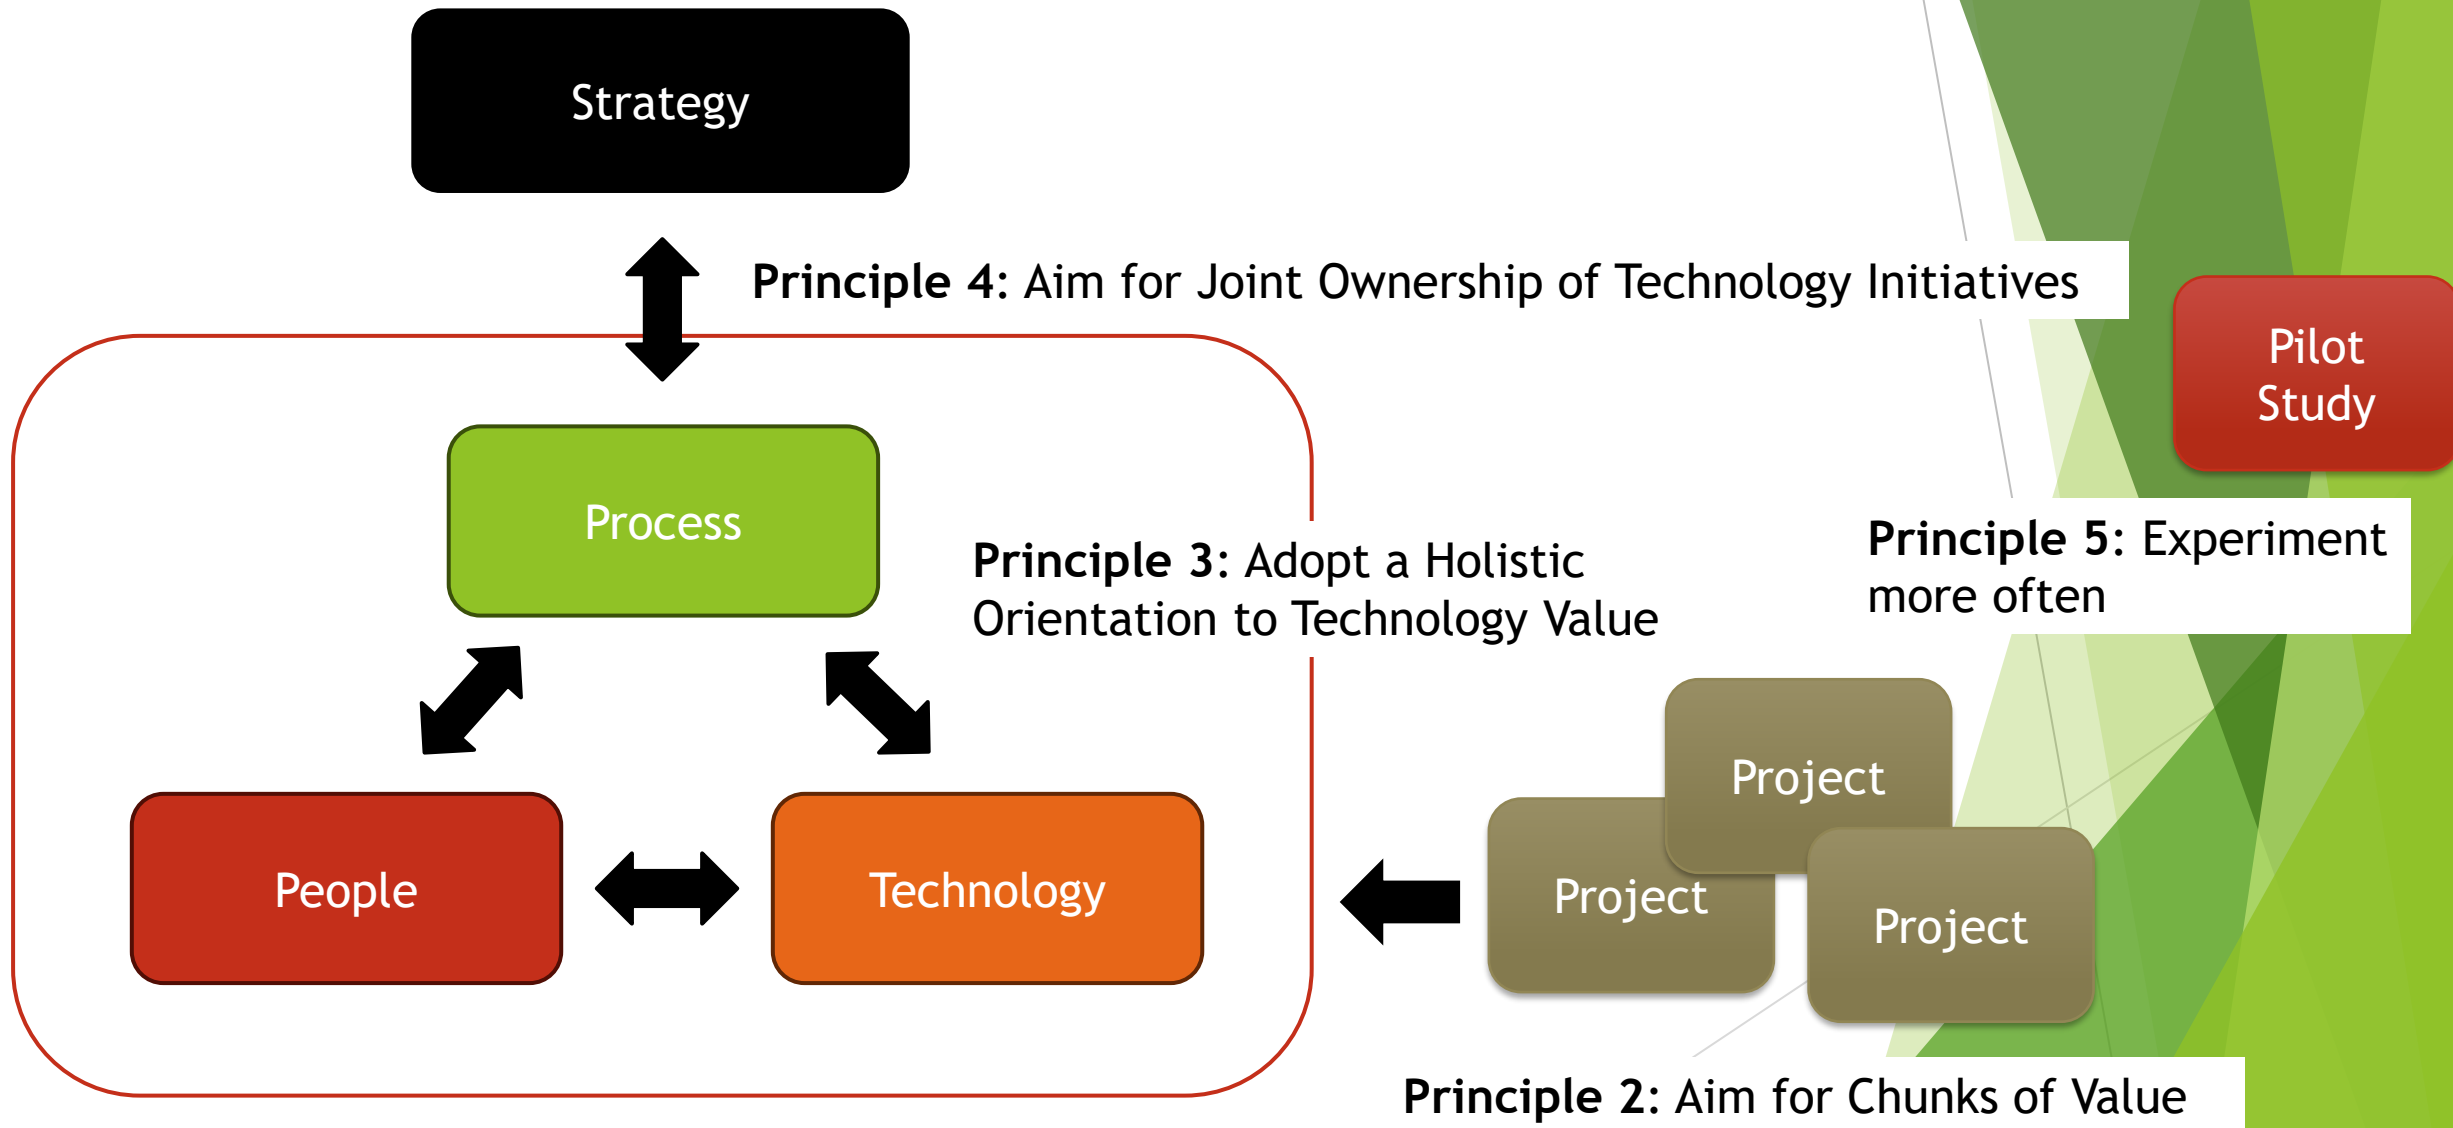 Strategy
Principle 4: Aim for Joint Ownership of Technology Initiatives
Pilot
Study
Process
Principle 3: Adopt a Holistic
Orientation to Technology Value
Principle 5: Experiment
more often
People
Technology
Project
Project
Project
Principle 2: Aim for Chunks of Value